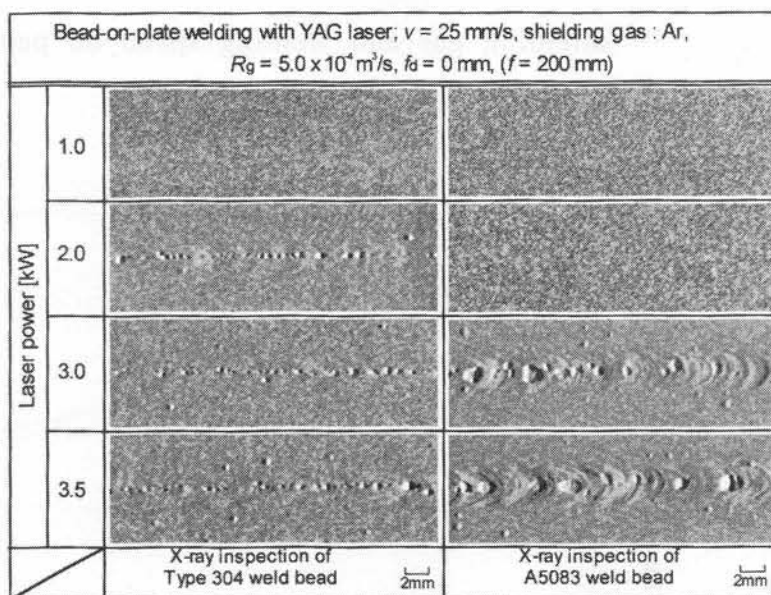 Bead-on-plate welding with YAG laser; v = 25 mm/s, shielding gas : Ar,
Rg = 5.0 x 10⁻⁴ m³/s, fd = 0 mm, (f = 200 mm)
Laser power [kW]
1.0
2.0
3.0
3.5
X-ray inspection of
Type 304 weld bead
2mm
X-ray inspection of
A5083 weld bead
2mm